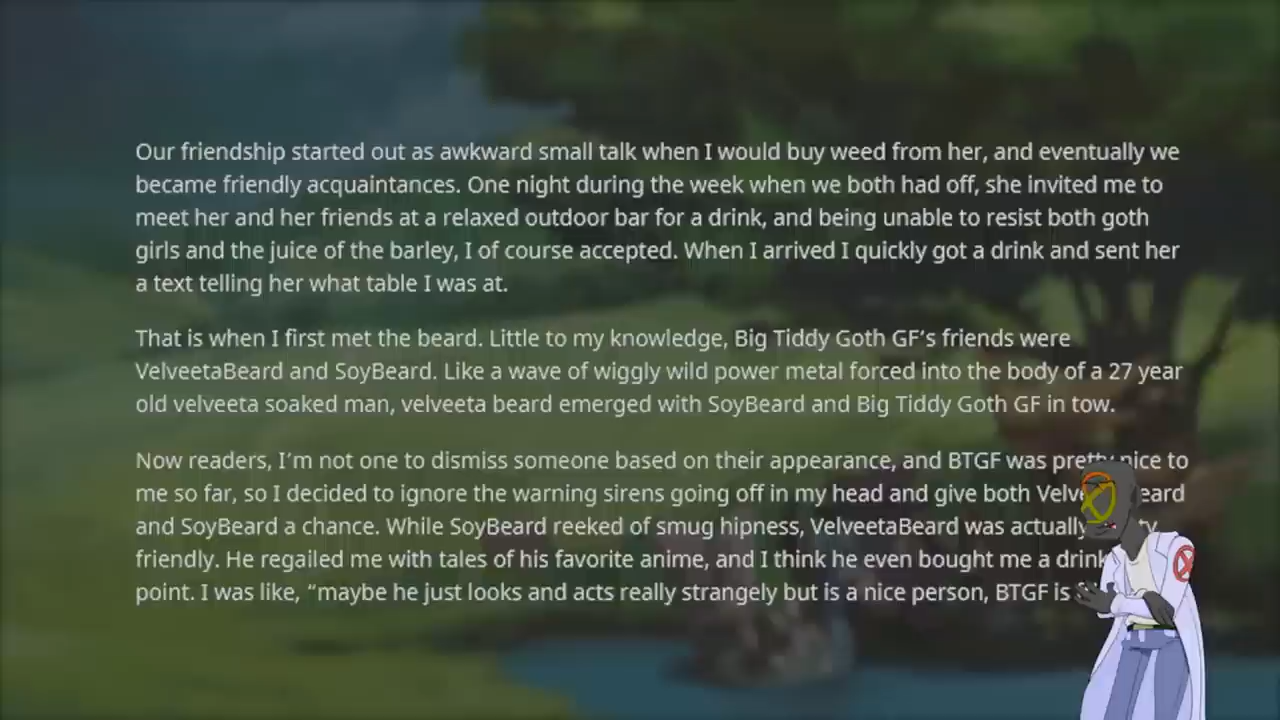 Our friendship started out as awkward small talk when I would buy weed from her, and eventually we
became friendly acquaintances. One night during the week when we both had off, she invited me to
meet her and her friends at a relaxed outdoor bar for a drink, and being unable to resist both goth
girls and the juice of the barley, I of course accepted. When I arrived I quickly got a drink and sent her
a text telling her what table I was at.
That is when I first met the beard. Little to my knowledge, Big Tiddy Goth GF's friends were
VelveetaBeard and SoyBeard. Like a wave of wiggly wild power metal forced into the body of a 27 year
old velveeta soaked man, velveeta beard emerged with SoyBeard and Big Tiddy Goth GF in tow.
Now readers, I'm not one to dismiss someone based on their appearance, and BTGF was pretty nice to
me so far, so I decided to ignore the warning sirens going off in my head and give both
and SoyBeard a chance. While SoyBeard reeked of smug hipness, VelveetaBeard was actually
friendly. He regailed me with tales of his favorite anime, and I think he even bought me a drink
point. I was like, “maybe he just looks and acts really strangely but is a nice person, BTGF is